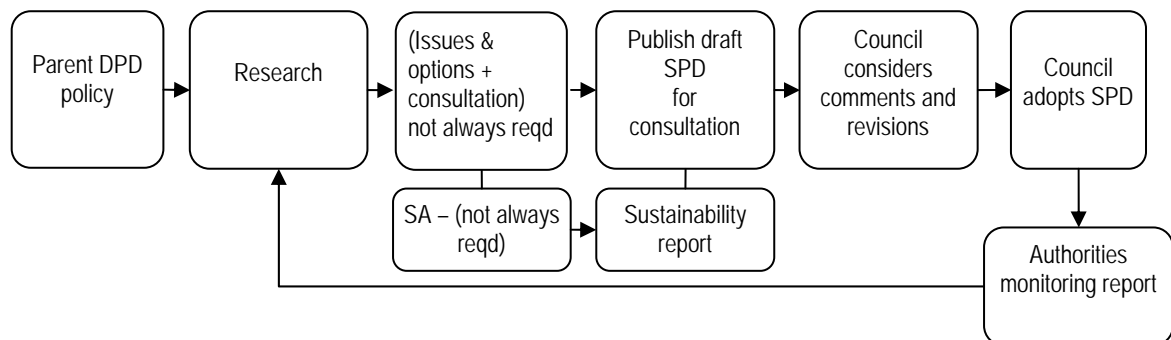 Parent DPD
policy
Research
(Issues &
options +
consultation)
not always reqd
Publish draft
SPD
for
consultation
Council
considers
comments and
revisions
Council
adopts SPD
SA – (not always
reqd)
Sustainability
report
Authorities
monitoring report